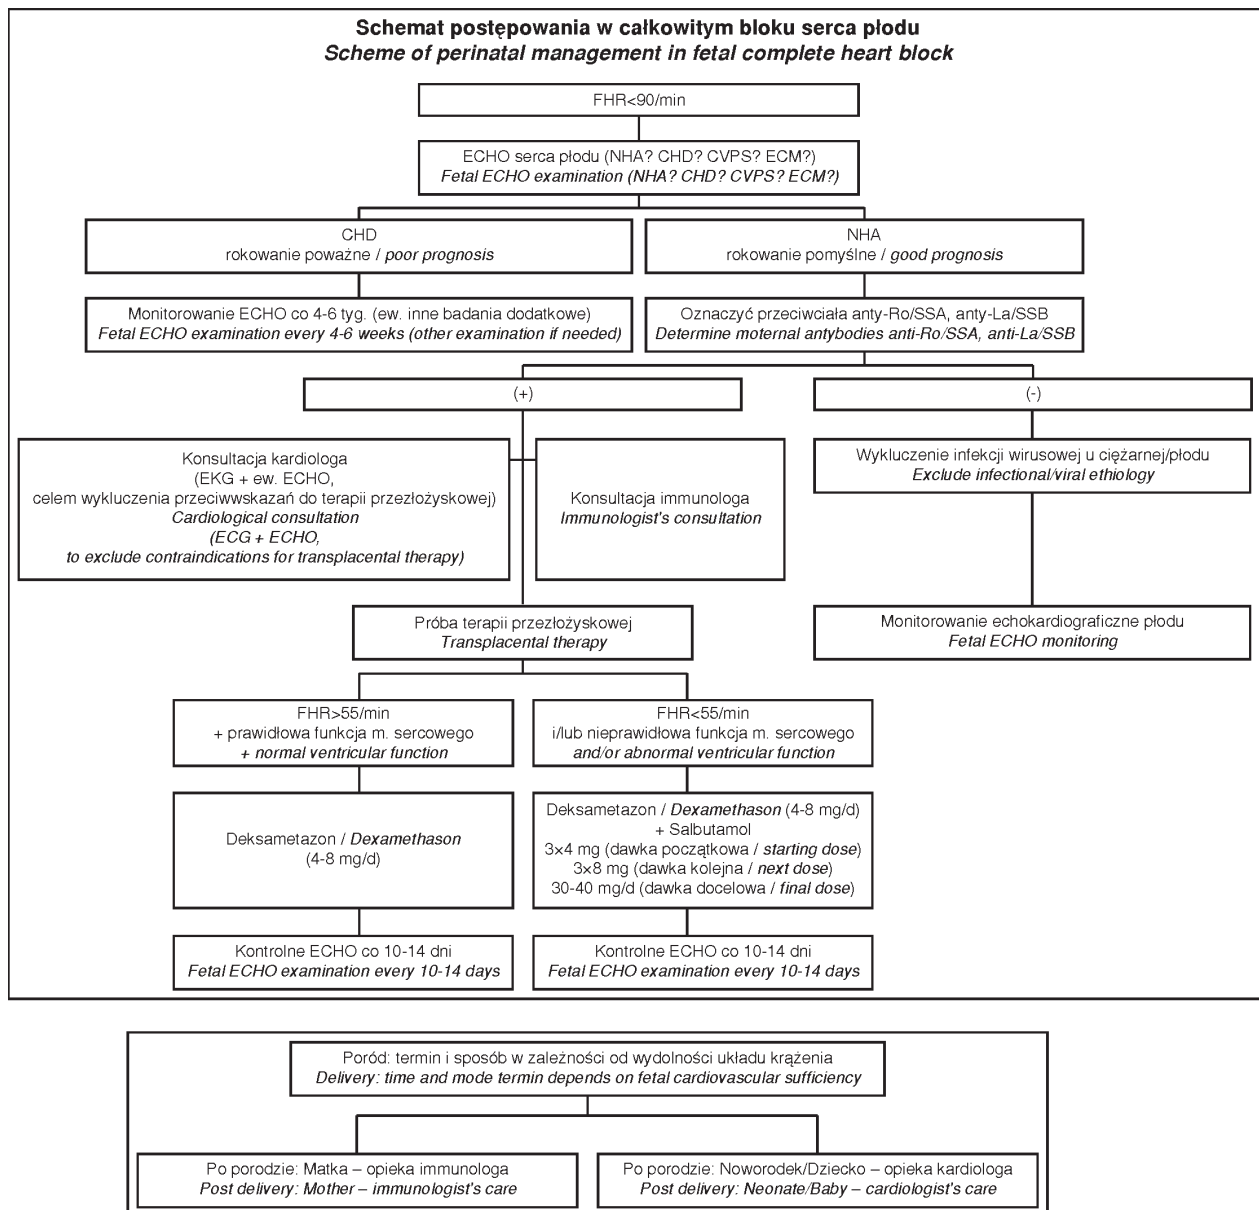 Schemat postępowania w całkowitym bloku serca płodu
Scheme of perinatal management in fetal complete heart block
FHR<90/min
ECHO serca płodu (NHA? CHD? CVPS? ECM?)
Fetal ECHO examination (NHA? CHD? CVPS? ECM?)
CHD
rokowanie poważne / poor prognosis
NHA
rokowanie pomyślne / good prognosis
Monitorowanie ECHO co 4-6 tyg. (ew. inne badania dodatkowe)
Fetal ECHO examination every 4-6 weeks (other examination if needed)
Oznaczyć przeciwciała anty-Ro/SSA, anty-La/SSB
Determine moternal antybodies anti-Ro/SSA, anti-La/SSB
(+)
(-)
Konsultacja kardiologa
(EKG + ew. ECHO,
celem wykluczenia przeciwwskazań do terapii przezłożyskowej)
Cardiological consultation
(ECG + ECHO,
to exclude contraindications for transplacental therapy)
Konsultacja immunologa
Immunologist's consultation
Wykluczenie infekcji wirusowej u ciężarnej/płodu
Exclude infectional/viral ethiology
Próba terapii przezłożyskowej
Transplacental therapy
Monitorowanie echokardiograficzne płodu
Fetal ECHO monitoring
FHR>55/min
+ prawidłowa funkcja m. sercowego
+ normal ventricular function
FHR<55/min
i/lub nieprawidłowa funkcja m. sercowego
and/or abnormal ventricular function
Deksametazon / Dexamethason
(4-8 mg/d)
Deksametazon / Dexamethason (4-8 mg/d)
+ Salbutamol
3×4 mg (dawka początkowa / starting dose)
3×8 mg (dawka kolejna / next dose)
30-40 mg/d (dawka docelowa / final dose)
Kontrolne ECHO co 10-14 dni
Fetal ECHO examination every 10-14 days
Kontrolne ECHO co 10-14 dni
Fetal ECHO examination every 10-14 days
Poród: termin i sposób w zależności od wydolności układu krążenia
Delivery: time and mode termin depends on fetal cardiovascular sufficiency
Po porodzie: Matka – opieka immunologa
Post delivery: Mother – immunologist's care
Po porodzie: Noworodek/Dziecko – opieka kardiologa
Post delivery: Neonate/Baby – cardiologist's care